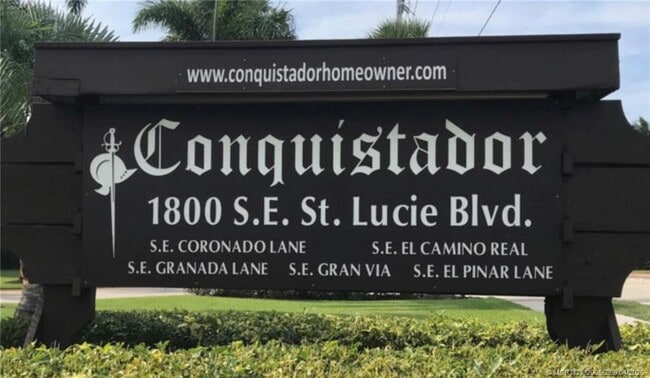 www.conquistadorhomeowner.com
Conquistador
1800 S.E. St. Lucie Blvd.
S.E. CORONADO LANE S.E. EL CAMINO REAL
S.E. GRANADA LANE S.E. GRAN VIA S.E. EL PINAR LANE